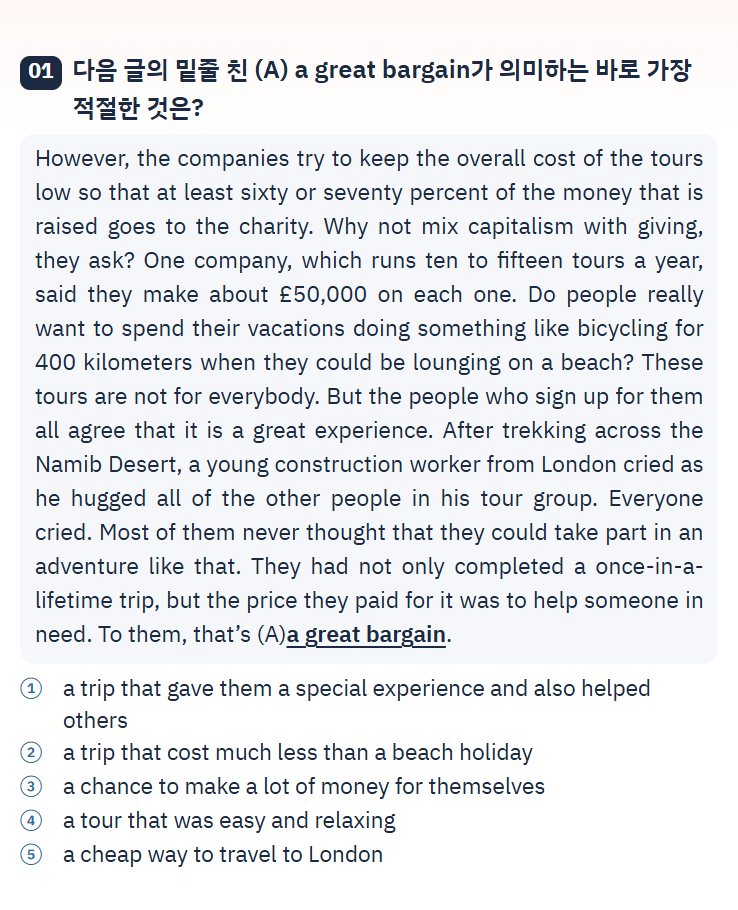 01 다음 글의 밑줄 친 (A) a great bargain가 의미하는 바로 가장
적절한 것은?
However, the companies try to keep the overall cost of the tours
low so that at least sixty or seventy percent of the money that is
raised goes to the charity. Why not mix capitalism with giving,
they ask? One company, which runs ten to fifteen tours a year,
said they make about £50,000 on each one. Do people really
want to spend their vacations doing something like bicycling for
400 kilometers when they could be lounging on a beach? These
tours are not for everybody. But the people who sign up for them
all agree that it is a great experience. After trekking across the
Namib Desert, a young construction worker from London cried as
he hugged all of the other people in his tour group. Everyone
cried. Most of them never thought that they could take part in an
adventure like that. They had not only completed a once-in-a-
lifetime trip, but the price they paid for it was to help someone in
need. To them, that's (A)a great bargain.
① a trip that gave them a special experience and also helped
others
② a trip that cost much less than a beach holiday
③ a chance to make a lot of money for themselves
④ a tour that was easy and relaxing
⑤ a cheap way to travel to London